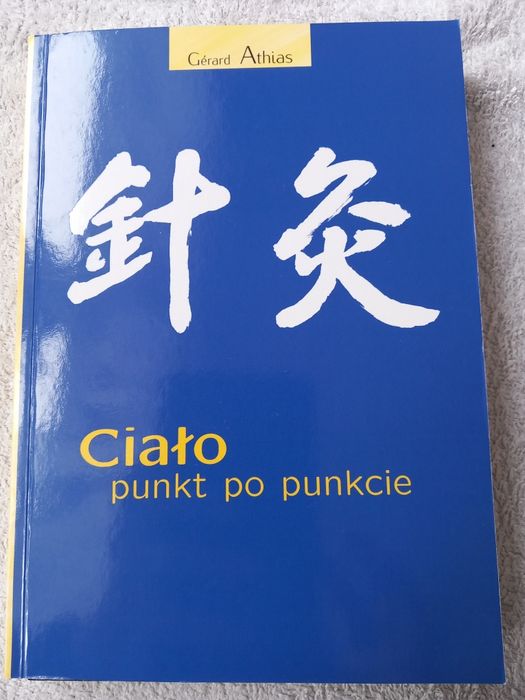 Gérard Athias
針灸
Ciało
punkt po punkcie